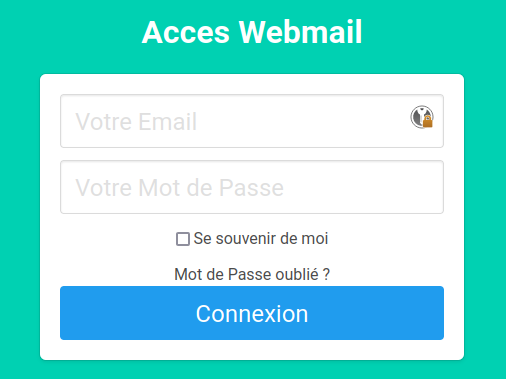 Acces Webmail
Votre Email
Votre Mot de Passe
Se souvenir de moi
Mot de Passe oublié ?
Connexion